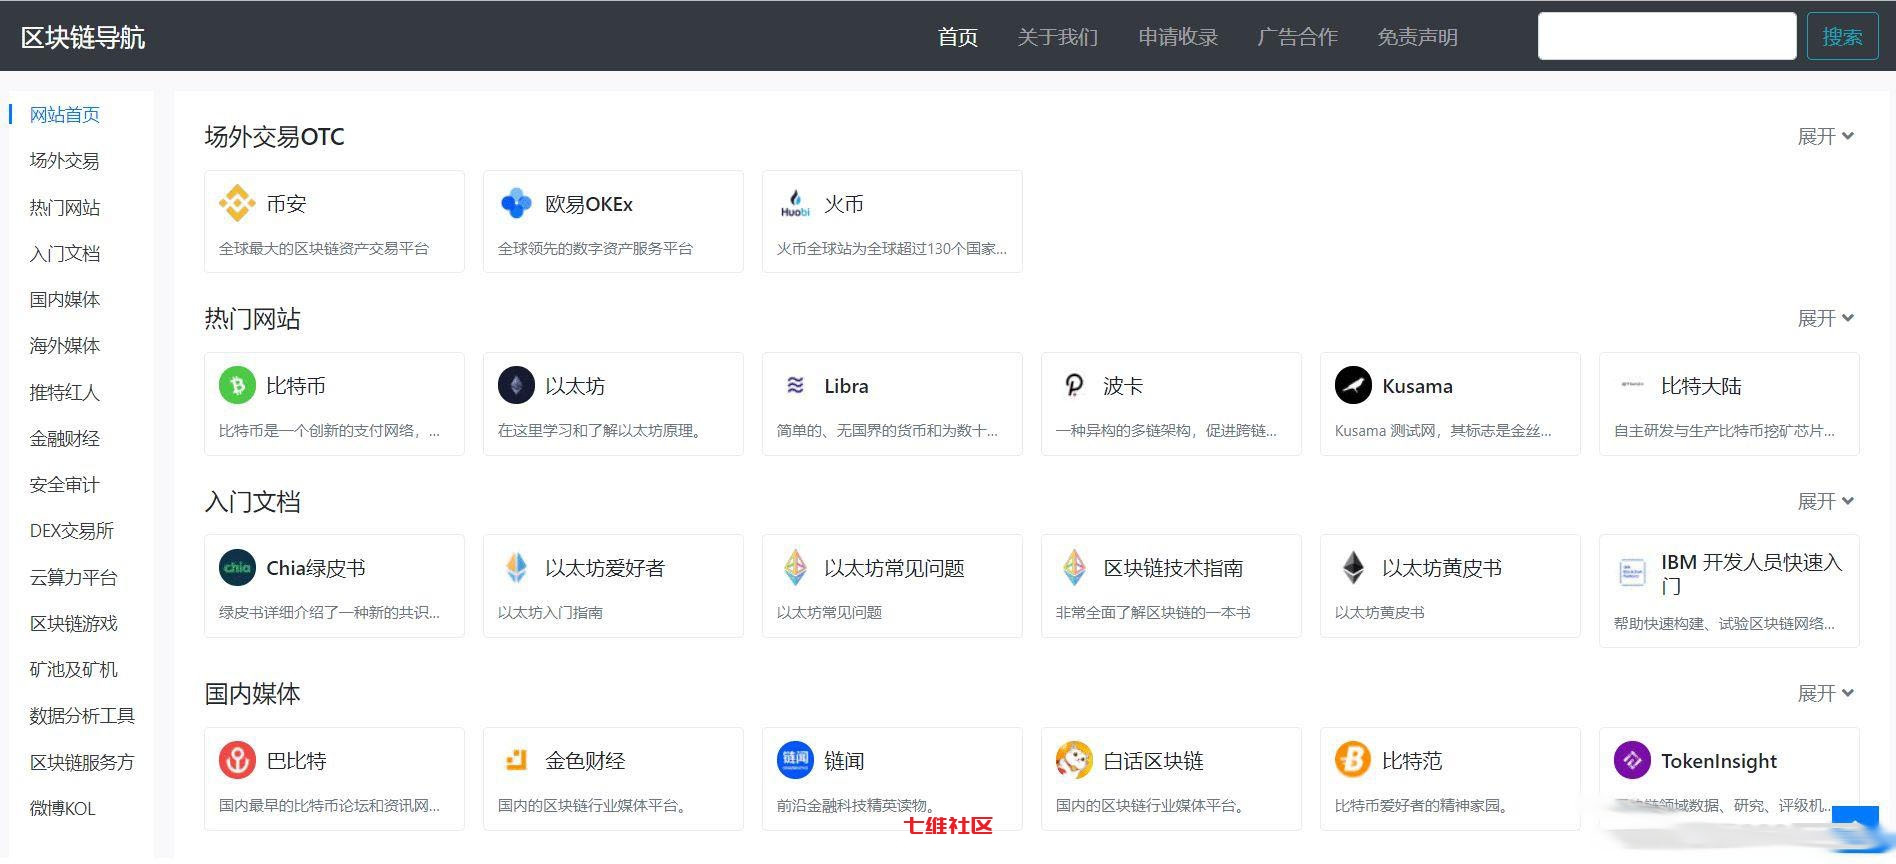 区块链导航 首页 关于我们 申请收录 广告合作 免责声明 搜索
网站首页
场外交易
热门网站
入门文档
国内媒体
海外媒体
推特红人
金融财经
安全审计
DEX交易所
云算力平台
区块链游戏
矿池及矿机
数据分析工具
区块链服务方
微博KOL
场外交易OTC 展开
币安
全球最大的区块链资产交易平台
欧易OKEx
全球领先的数字资产服务平台
Huobi 火币
火币全球站为全球超过130个国家...
热门网站 展开
比特币
比特币是一个创新的支付网络，...
以太坊
在这里学习和了解以太坊原理。
Libra
简单的、无国界的货币和为数十...
波卡
一种异构的多链架构，促进跨链...
Kusama
Kusama 测试网，其标志是金丝...
比特大陆
自主研发与生产比特币挖矿芯片...
入门文档 展开
chia Chia绿皮书
绿皮书详细介绍了一种新的共识...
以太坊爱好者
以太坊入门指南
以太坊常见问题
以太坊常见问题
区块链技术指南
非常全面了解区块链的一本书
以太坊黄皮书
以太坊黄皮书
IBM 开发人员快速入
门
帮助快速构建、试验区块链网络...
国内媒体 展开
巴比特
国内最早的比特币论坛和资讯网...
金色财经
国内的区块链行业媒体平台。
链闻 链闻
前沿金融科技精英读物。
白话区块链
国内的区块链行业媒体平台。
比特范
比特币爱好者的精神家园。
TokenInsight
链领域数据、研究、评级机...
七维社区